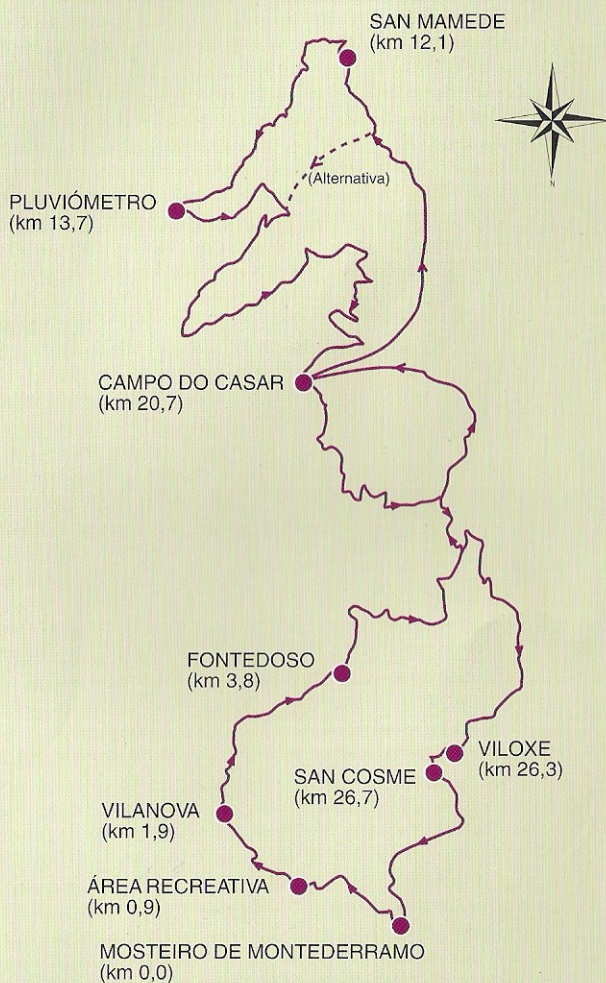 SAN MAMEDE
(km 12,1)
N
(Alternativa)
PLUVIÓMETRO
(km 13,7)
CAMPO DO CASAR
(km 20,7)
FONTEDOSO
(km 3,8)
VILOXE
(km 26,3)
SAN COSME
(km 26,7)
VILANOVA
(km 1,9)
ÁREA RECREATIVA
(km 0,9)
MOSTEIRO DE MONTEDERRAMO
(km 0,0)